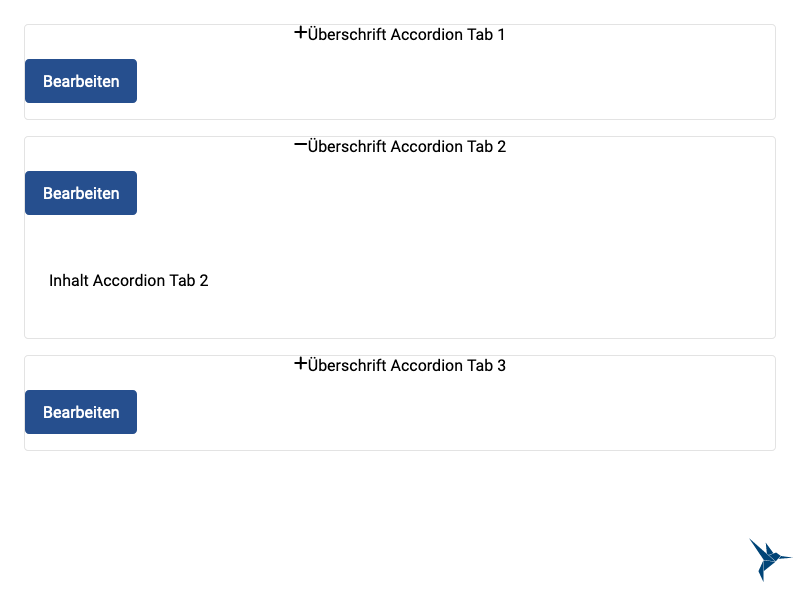 +Überschrift Accordion Tab 1
Bearbeiten
−Überschrift Accordion Tab 2
Bearbeiten
Inhalt Accordion Tab 2
+Überschrift Accordion Tab 3
Bearbeiten